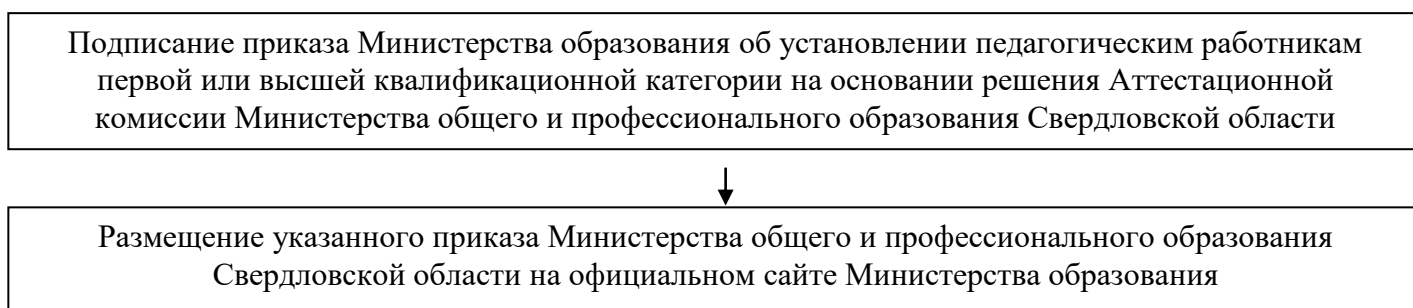 Подписание приказа Министерства образования об установлении педагогическим работникам
первой или высшей квалификационной категории на основании решения Аттестационной
комиссии Министерства общего и профессионального образования Свердловской области
Размещение указанного приказа Министерства общего и профессионального образования
Свердловской области на официальном сайте Министерства образования